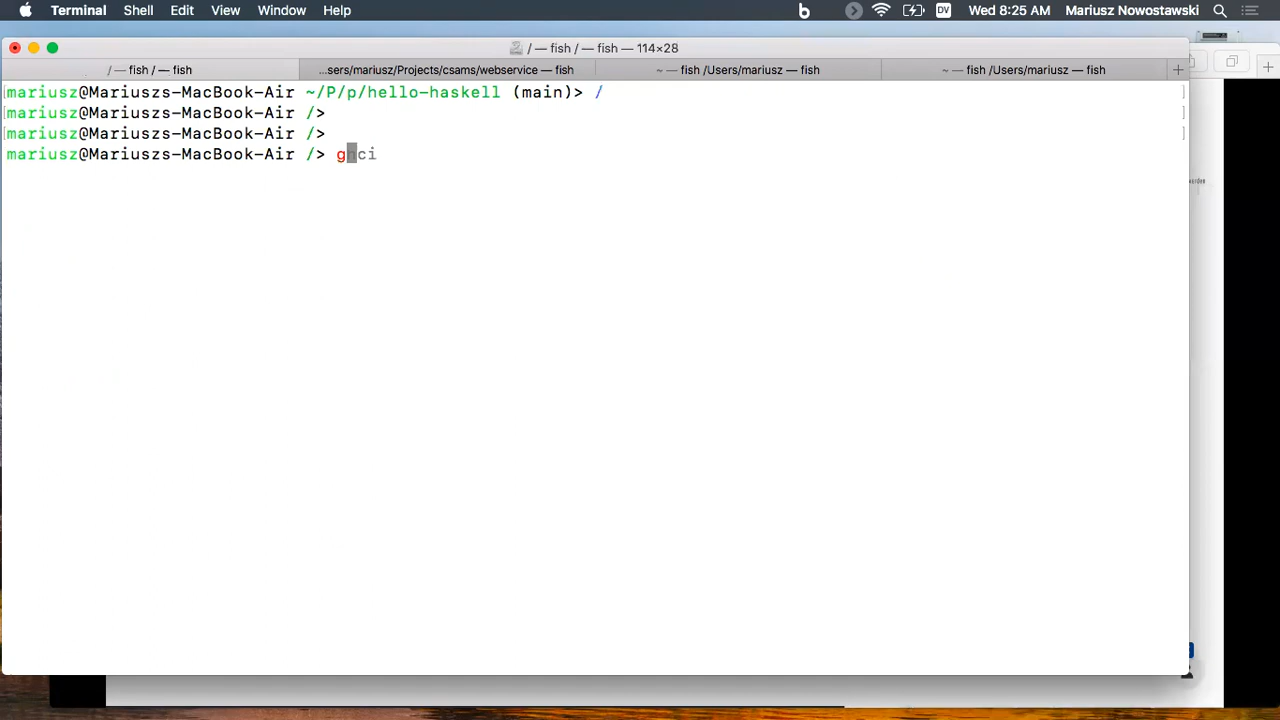 Terminal Shell Edit View Window Help DV Wed 8:25 AM Mariusz Nowostawski
/ — fish / — fish — 114×28
/ — fish / — fish ...sers/mariusz/Projects/csams/webservice — fish ~ — fish /Users/mariusz — fish ~ — fish /Users/mariusz — fish
mariusz@Mariuszs-MacBook-Air ~/P/p/hello-haskell (main)> /
mariusz@Mariuszs-MacBook-Air />
mariusz@Mariuszs-MacBook-Air />
mariusz@Mariuszs-MacBook-Air /> gnci